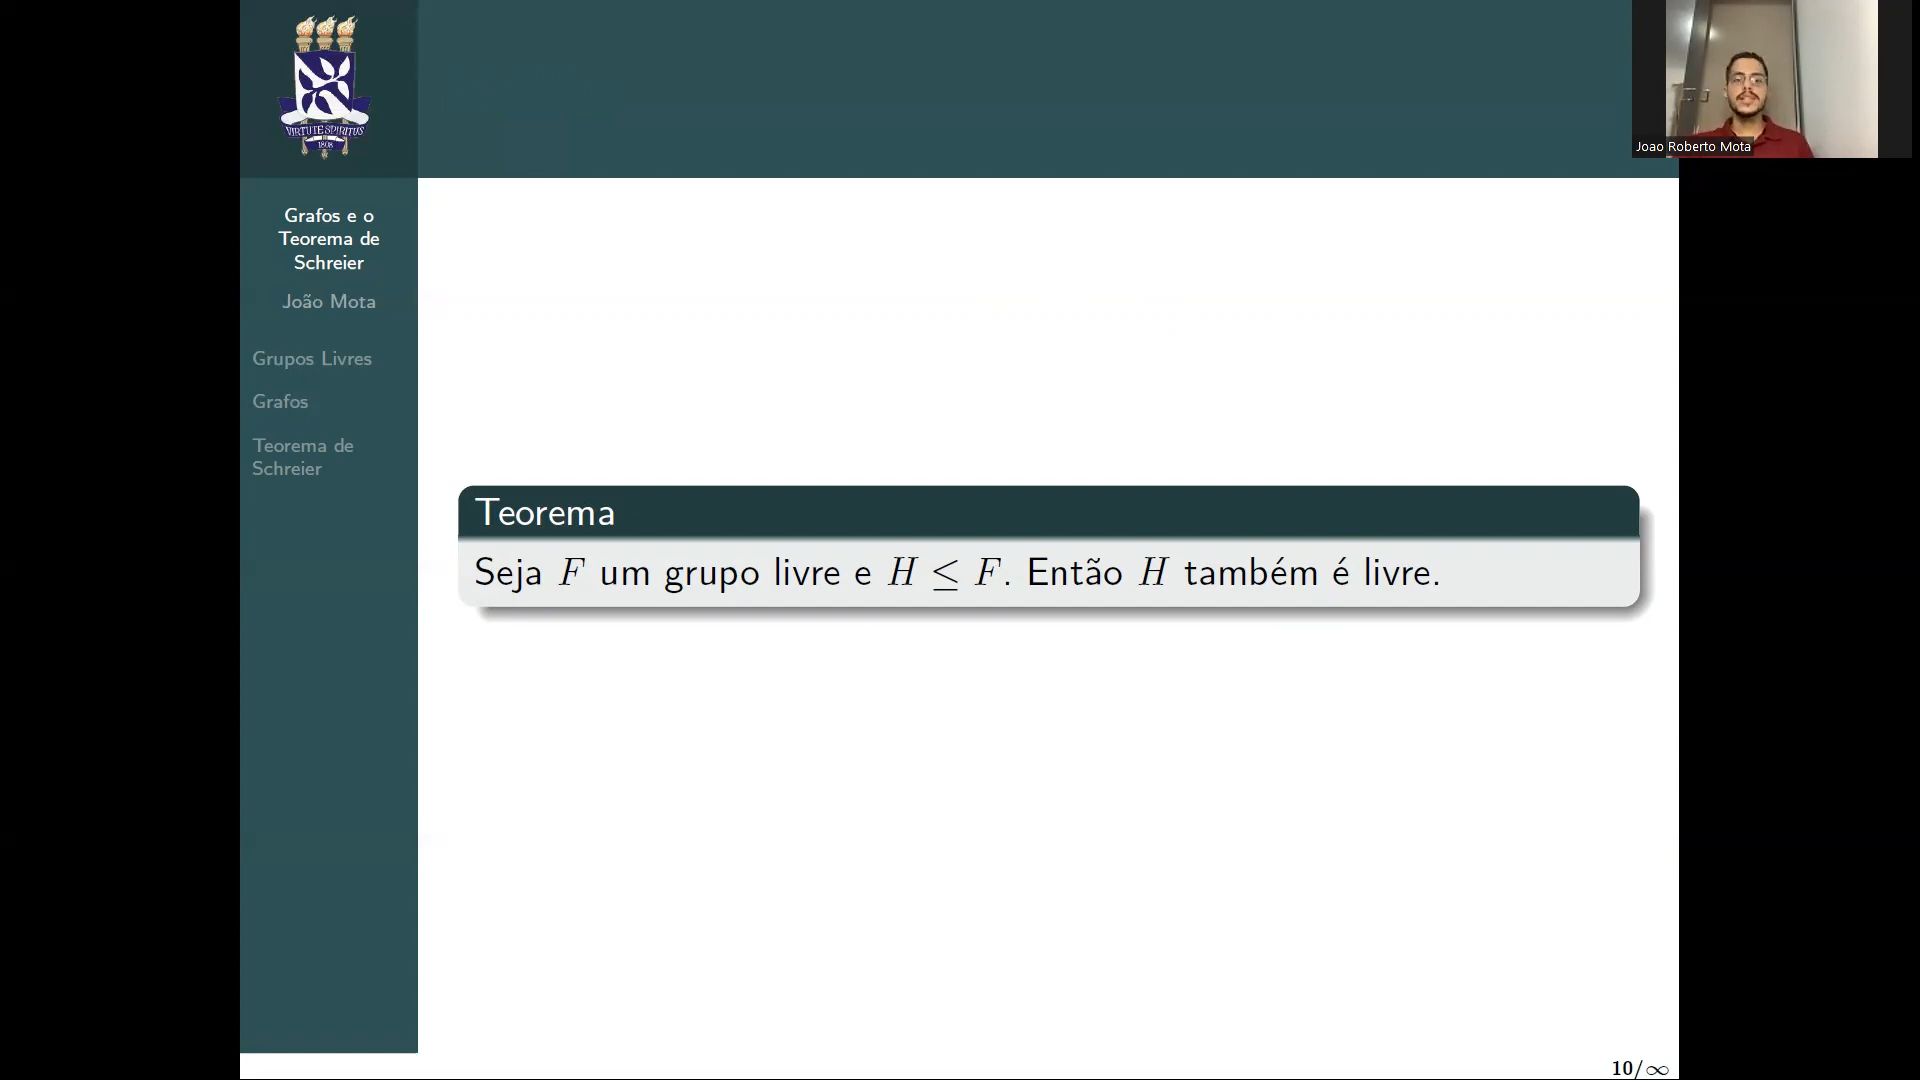 VIRTUTE SPIRITUS
1808
Joao Roberto Mota
Grafos e o
Teorema de
Schreier
João Mota
Grupos Livres
Grafos
Teorema de
Schreier
Teorema
Seja F um grupo livre e H ≤ F. Então H também é livre.
10/∞